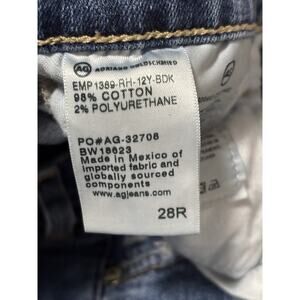 AG ADRIANO GOLDSCHMIED
EMP1389-RH-12Y-BDK
98% COTTON
2% POLYURETHANE
PO#AG-32708
BW18623
Made in Mexico of
imported fabric and
globally sourced
components
www.agjeans.com
28R